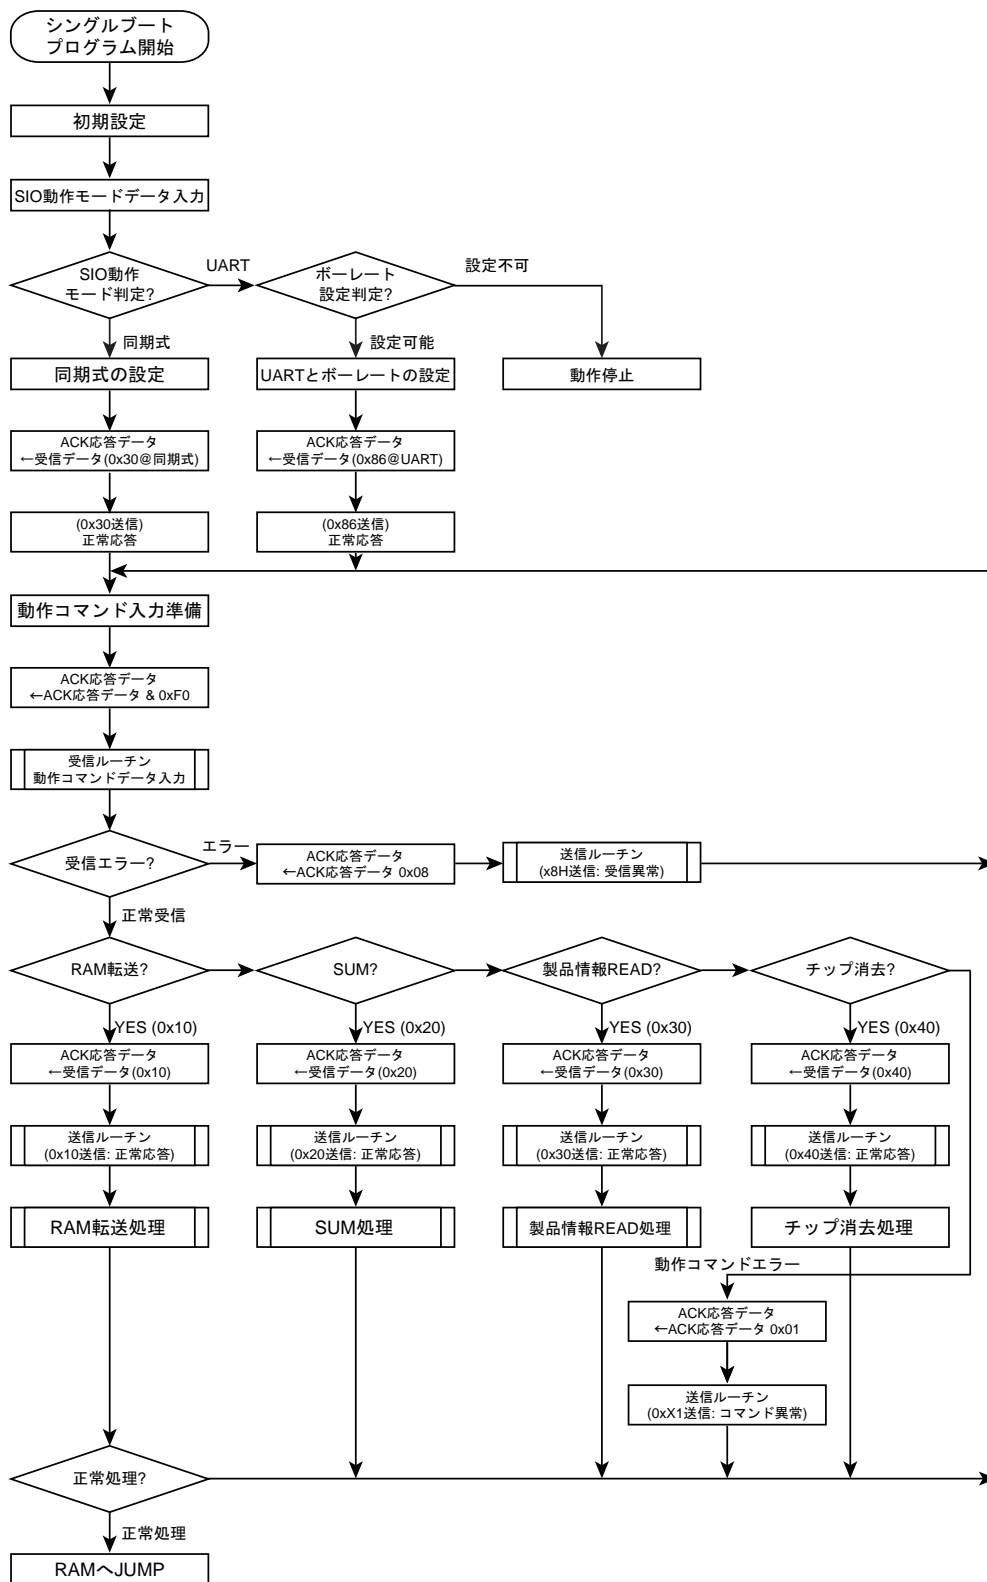 シングルブート
プログラム開始
初期設定
SIO動作モードデータ入力
SIO動作
モード判定?
UART
ボーレート
設定判定?
設定不可
同期式
設定可能
同期式の設定
UARTとボーレートの設定
動作停止
ACK応答データ
←受信データ(0x30@同期式)
ACK応答データ
←受信データ(0x86@UART)
(0x30送信)
正常応答
(0x86送信)
正常応答
動作コマンド入力準備
ACK応答データ
←ACK応答データ & 0xF0
受信ルーチン
動作コマンドデータ入力
受信エラー?
エラー
ACK応答データ
←ACK応答データ 0x08
送信ルーチン
(x8H送信: 受信異常)
正常受信
RAM転送?
SUM?
製品情報READ?
チップ消去?
YES (0x10)
YES (0x20)
YES (0x30)
YES (0x40)
ACK応答データ
←受信データ(0x10)
ACK応答データ
←受信データ(0x20)
ACK応答データ
←受信データ(0x30)
ACK応答データ
←受信データ(0x40)
送信ルーチン
(0x10送信: 正常応答)
送信ルーチン
(0x20送信: 正常応答)
送信ルーチン
(0x30送信: 正常応答)
送信ルーチン
(0x40送信: 正常応答)
RAM転送処理
SUM処理
製品情報READ処理
チップ消去処理
動作コマンドエラー
ACK応答データ
←ACK応答データ 0x01
送信ルーチン
(0xX1送信: コマンド異常)
正常処理?
正常処理
RAMへJUMP